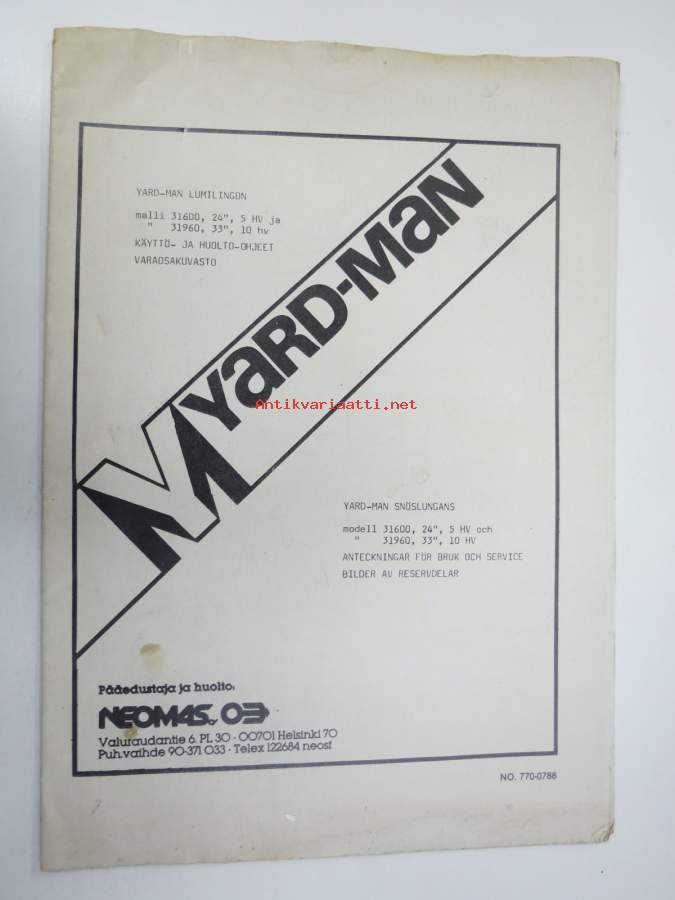 YARD-MAN LUMILINGON
malli 31600, 24", 5 HV ja
" 31960, 33", 10 hv
KÄYTTÖ- JA HUOLTO-OHJEET
VARAOSAKUVASTO
YARD-MAN
Antikvariaatti.net
YARD-MAN SNÖSLUNGANS
modell 31600, 24", 5 HV och
" 31960, 33", 10 HV
ANTECKNINGAR FÖR BRUK OCH SERVICE
BILDER AV RESERVDELAR
Pääedustaja ja huolto:
NEOMAS
Valuraudantie 6. PL 30 · 00701 Helsinki 70
Puh.vaihde 90-371 033 · Telex 122684 neost
NO. 770-0788